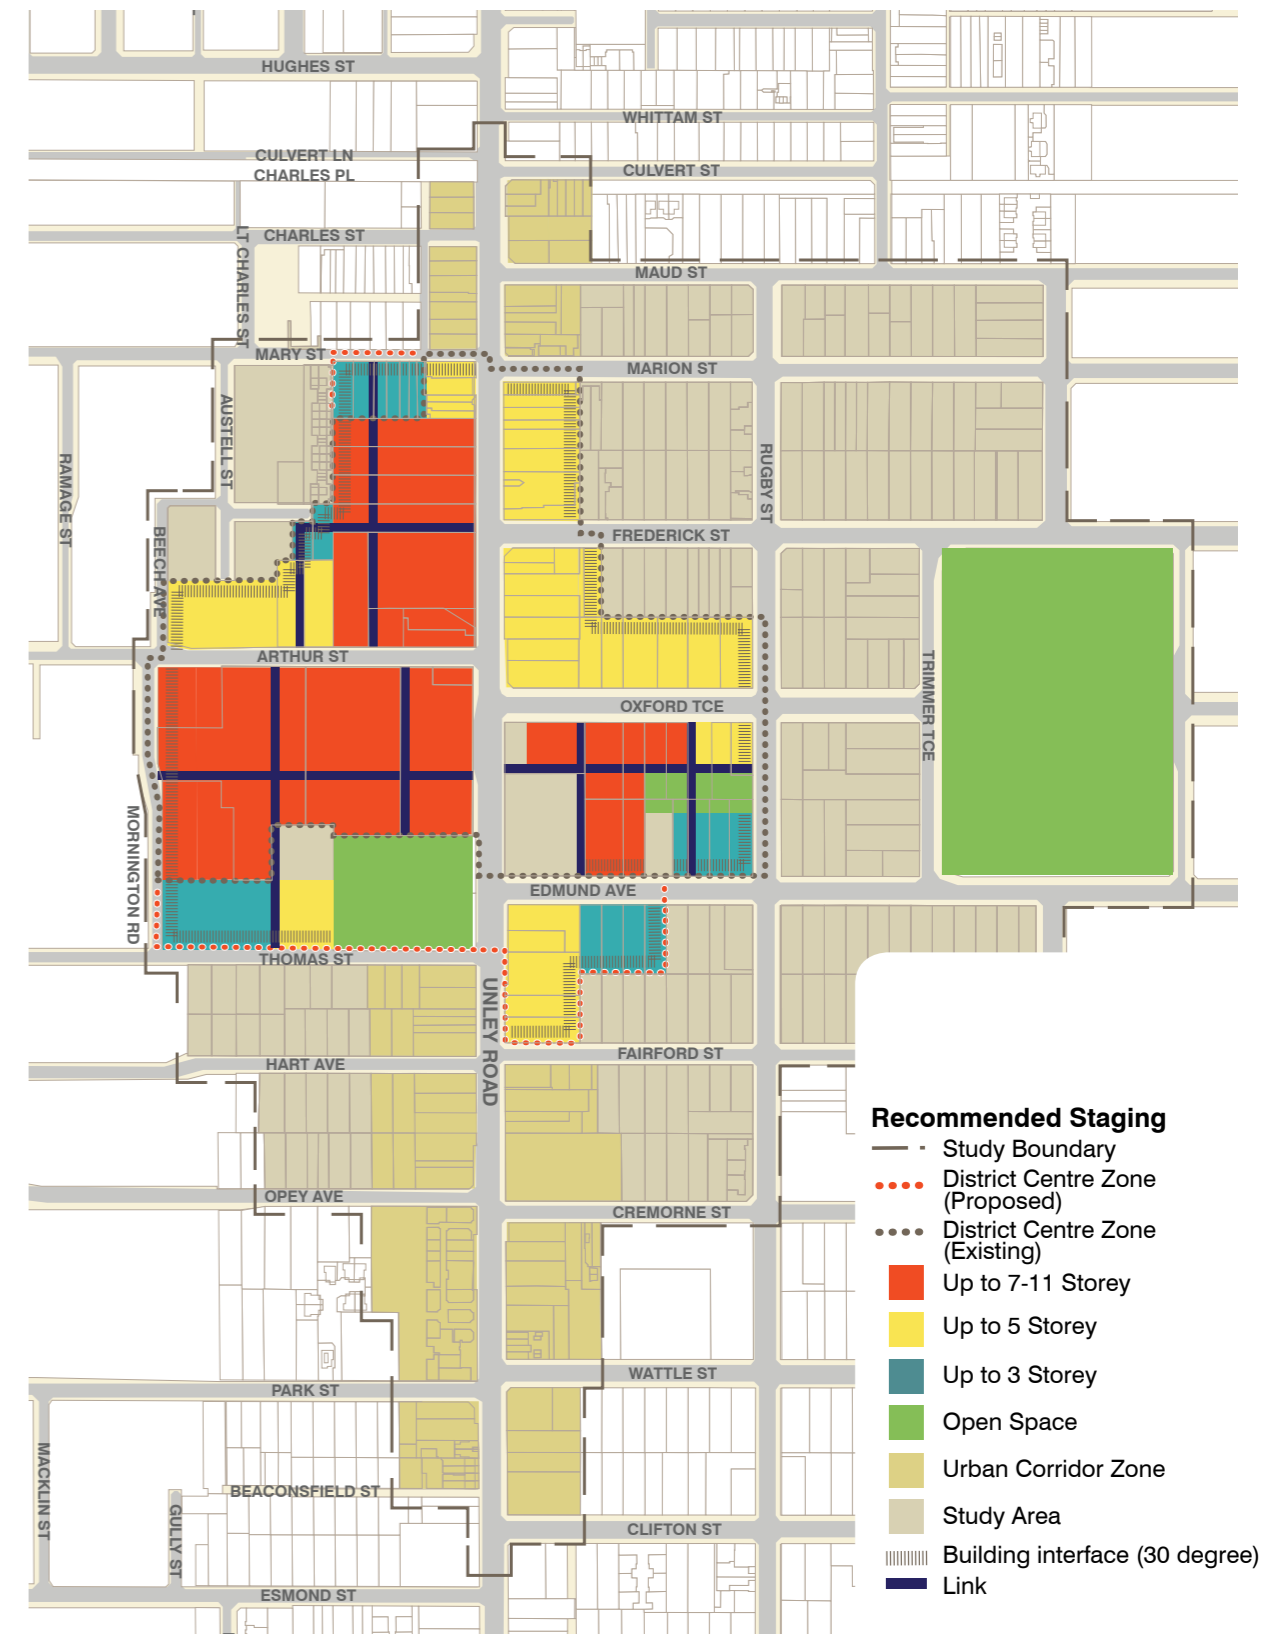 HUGHES ST
WHITTAM ST
CULVERT LN
CHARLES PL
CULVERT ST
LT CHARLES ST
CHARLES ST
MAUD ST
MARY ST
MARION ST
AUSTELL ST
RAMAGE ST
RUGBY ST
BEECH AVE
FREDERICK ST
ARTHUR ST
TRIMMER TCE
OXFORD TCE
MORNINGTON RD
EDMUND AVE
THOMAS ST
UNLEY ROAD
HART AVE
FAIRFORD ST
OPEY AVE
CREMORNE ST
WATTLE ST
PARK ST
MACKLIN ST
BEACONSFIELD ST
GULLY ST
CLIFTON ST
ESMOND ST
Recommended Staging
Study Boundary
District Centre Zone
(Proposed)
District Centre Zone
(Existing)
Up to 7-11 Storey
Up to 5 Storey
Up to 3 Storey
Open Space
Urban Corridor Zone
Study Area
Building interface (30 degree)
Link